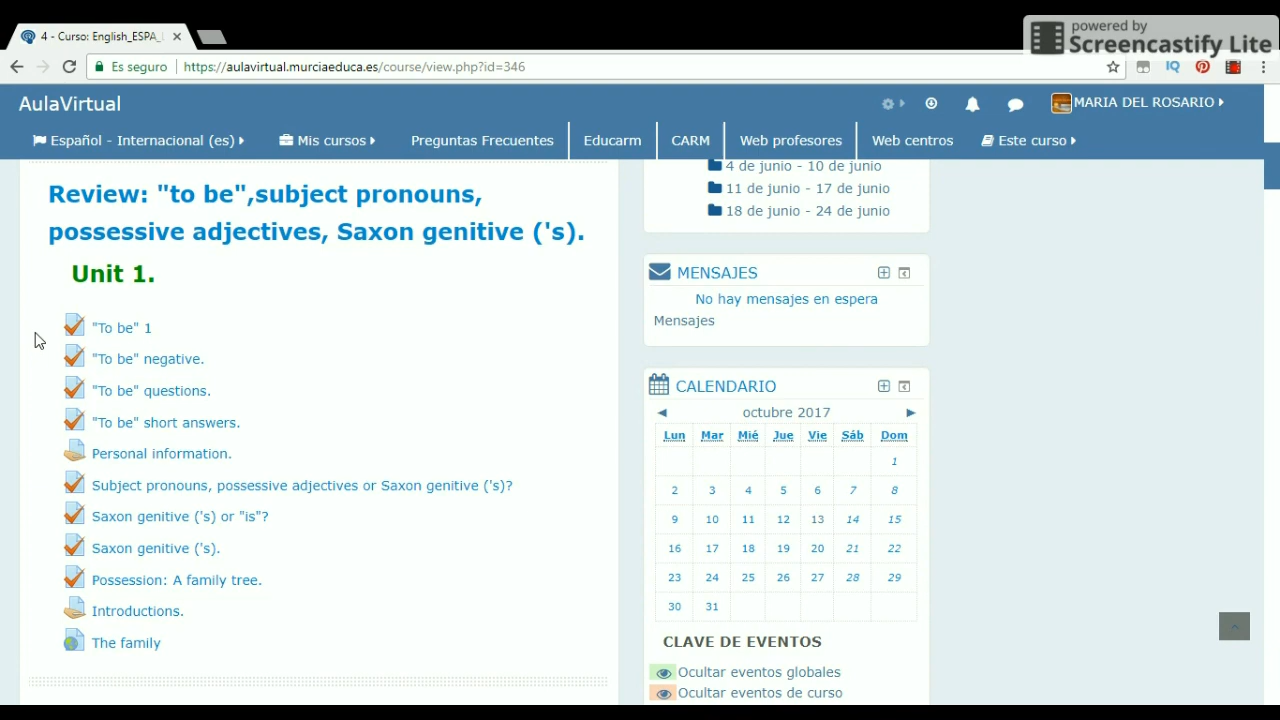 4 - Curso: English_ESPA_
powered by
Screencastify Lite
Es seguro
https://aulavirtual.murciaeduca.es/course/view.php?id=346
AulaVirtual
MARIA DEL ROSARIO
Español - Internacional (es)
Mis cursos
Preguntas Frecuentes
Educarm
CARM
Web profesores
Web centros
Este curso
Review: "to be",subject pronouns,
possessive adjectives, Saxon genitive ('s).
Unit 1.
"To be" 1
"To be" negative.
"To be" questions.
"To be" short answers.
Personal information.
Subject pronouns, possessive adjectives or Saxon genitive ('s)?
Saxon genitive ('s) or "is"?
Saxon genitive ('s).
Possession: A family tree.
Introductions.
The family
4 de junio - 10 de junio
11 de junio - 17 de junio
18 de junio - 24 de junio
MENSAJES
No hay mensajes en espera
Mensajes
CALENDARIO
octubre 2017
Lun Mar Mié Jue Vie Sáb Dom
1
2 3 4 5 6 7 8
9 10 11 12 13 14 15
16 17 18 19 20 21 22
23 24 25 26 27 28 29
30 31
CLAVE DE EVENTOS
Ocultar eventos globales
Ocultar eventos de curso